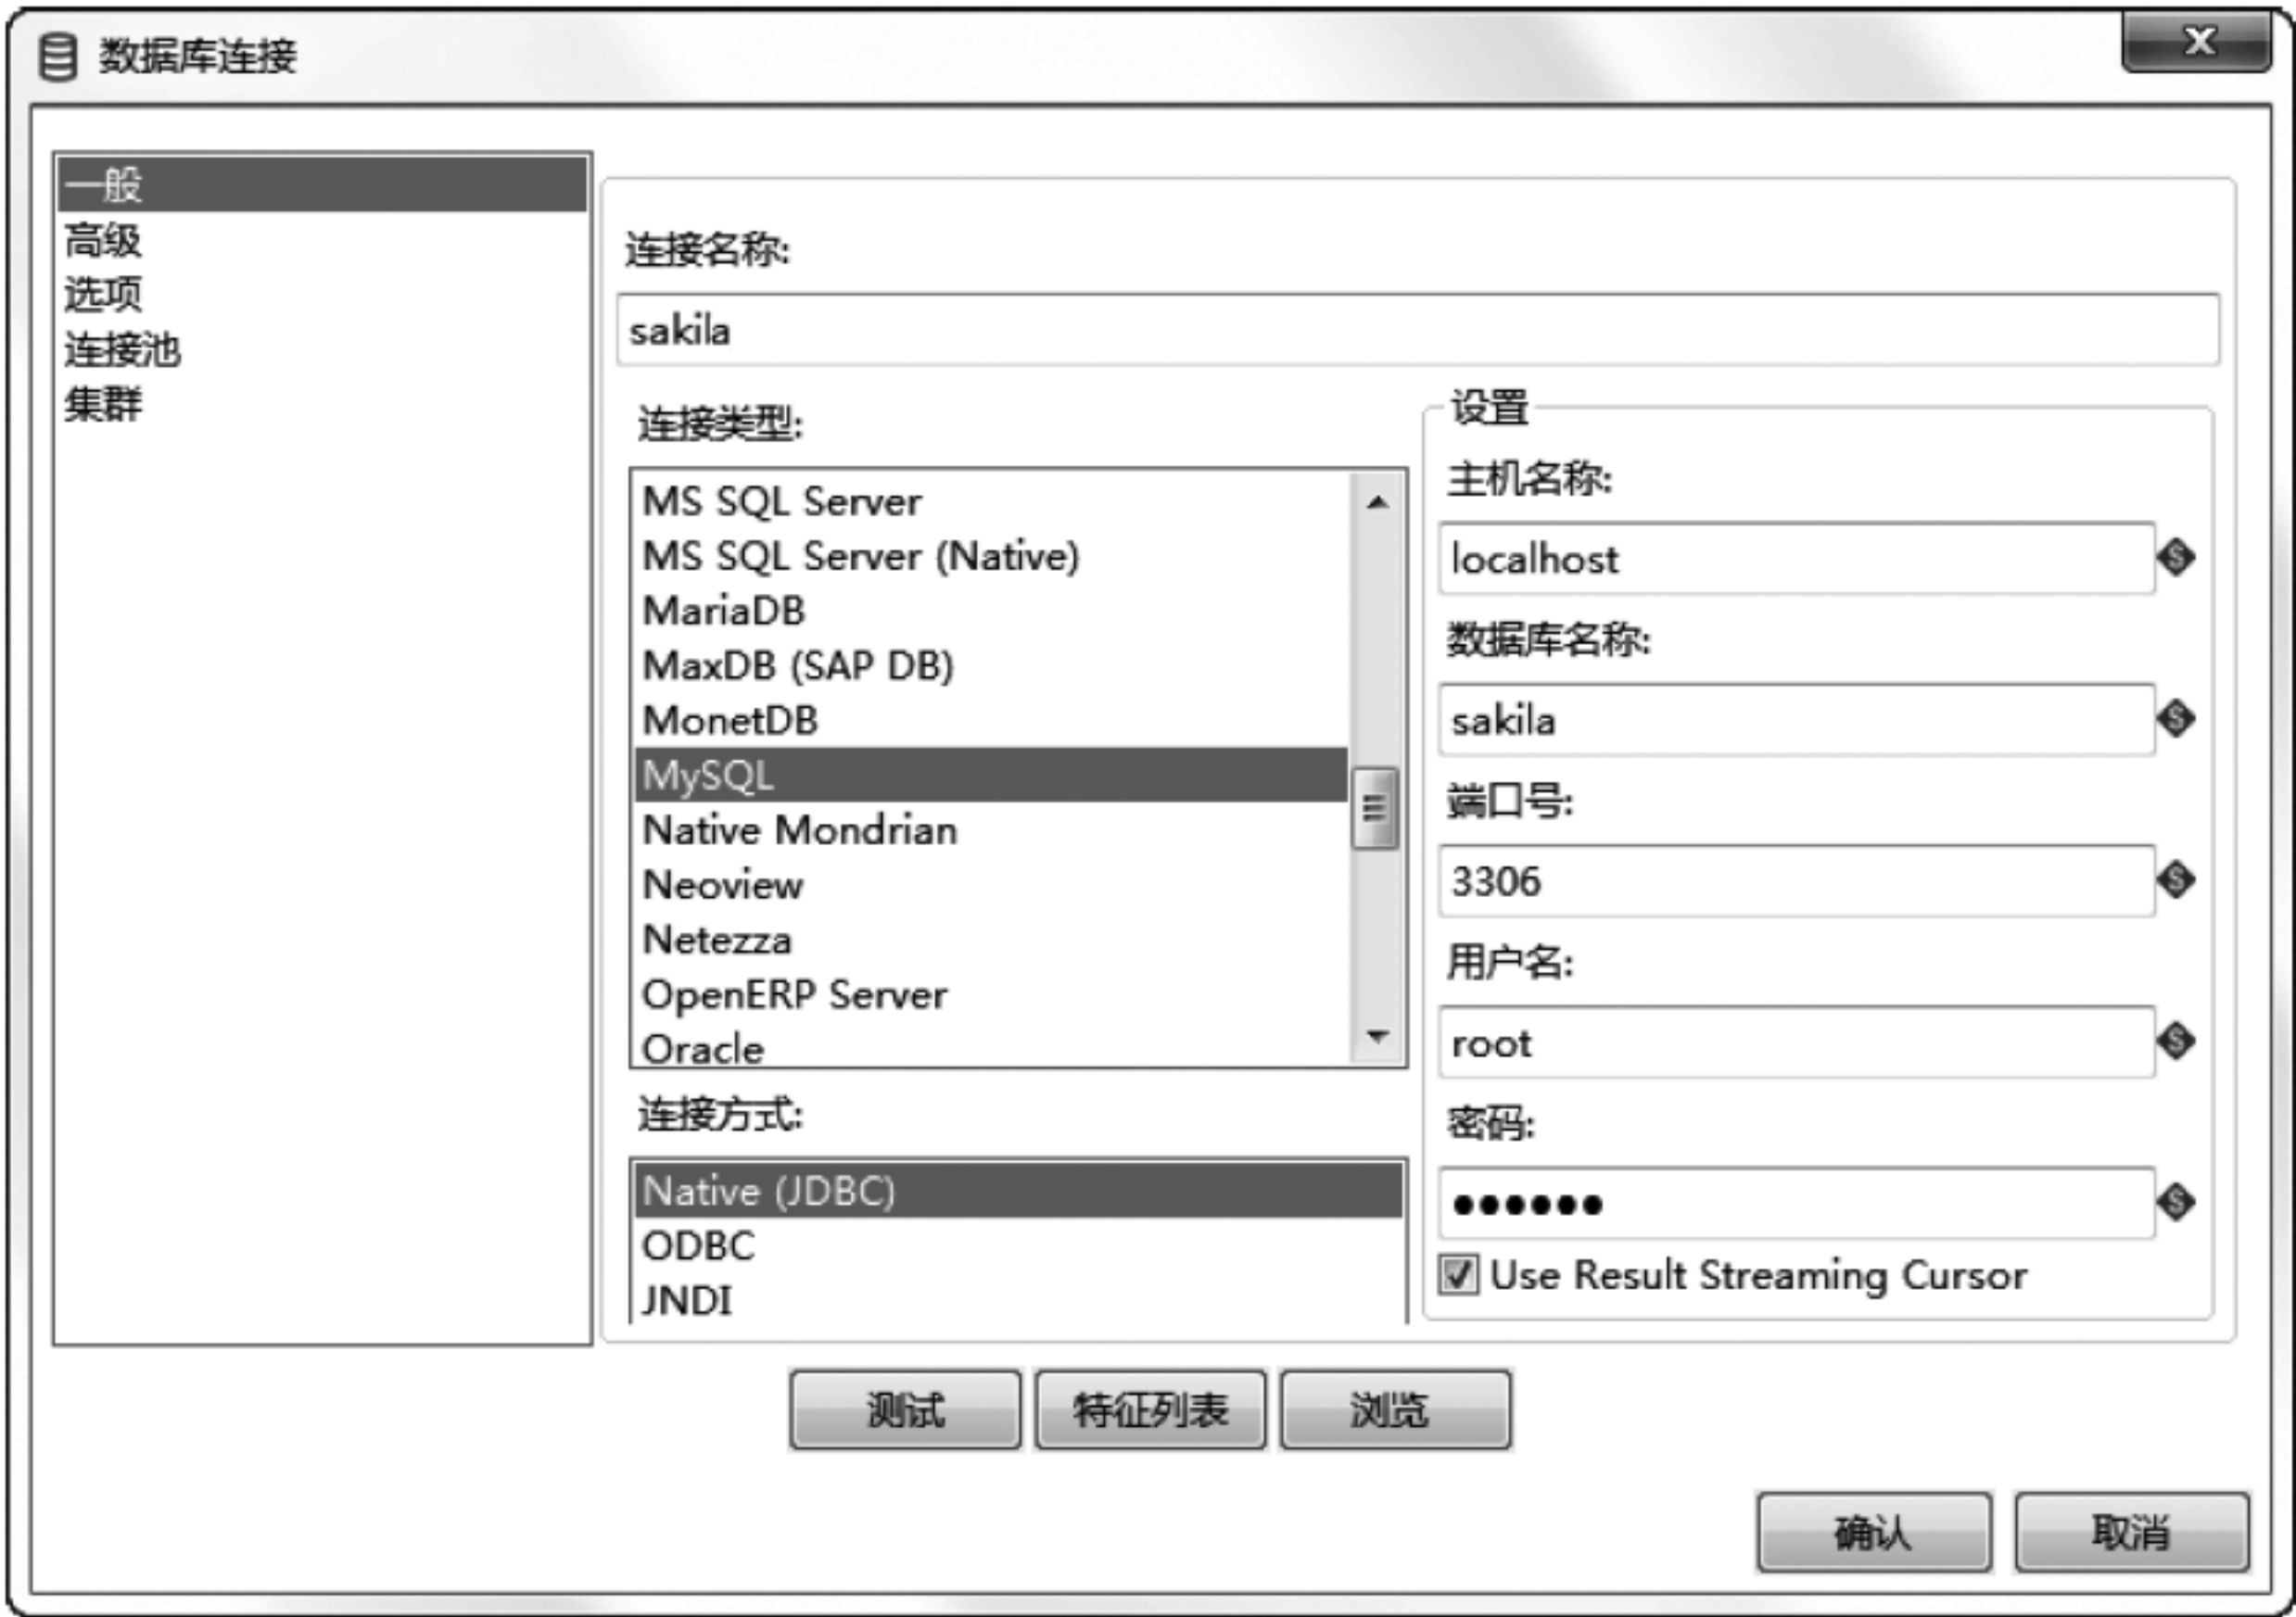 数据库连接
一般
高级
选项
连接池
集群
连接名称:
sakila
连接类型:
MS SQL Server
MS SQL Server (Native)
MariaDB
MaxDB (SAP DB)
MonetDB
MySQL
Native Mondrian
Neoview
Netezza
OpenERP Server
Oracle
连接方式:
Native (JDBC)
ODBC
JNDI
设置
主机名称:
localhost
数据库名称:
sakila
端口号:
3306
用户名:
root
密码:
●●●●●●
Use Result Streaming Cursor
测试 特征列表 浏览
确认 取消